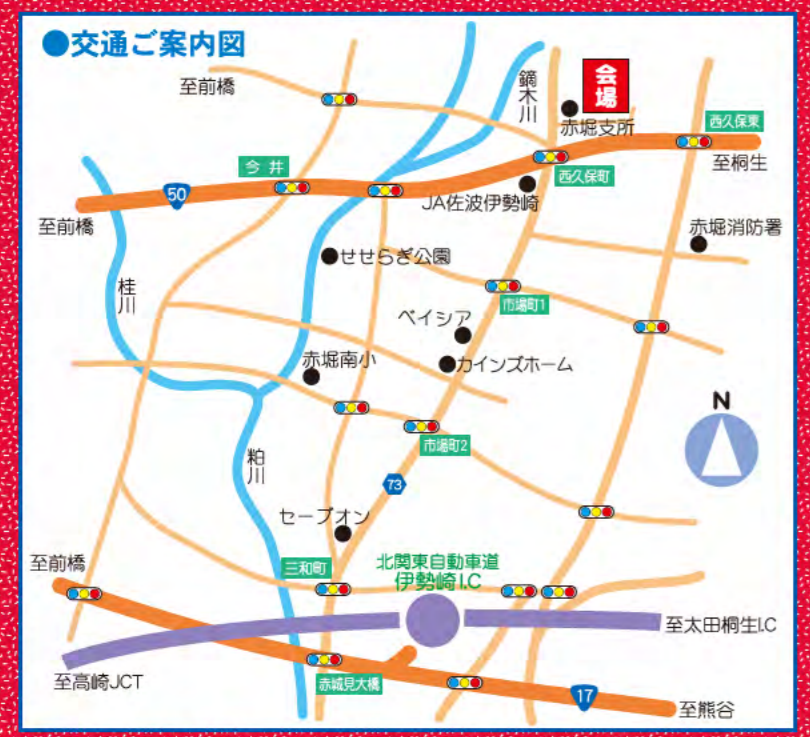 ●交通ご案内図
至前橋
鏑木川
会場
赤堀支所
西久保東
至桐生
今井
西久保町
50
JA佐波伊勢崎
至前橋
赤堀消防署
せせらぎ公園
桂川
市場町1
ベイシア
赤堀南小
カインズホーム
N
市場町2
粕川
73
セーブオン
至前橋
三和町
北関東自動車道
伊勢崎I.C
至太田桐生I.C
至高崎JCT
赤城見大橋
17
至熊谷